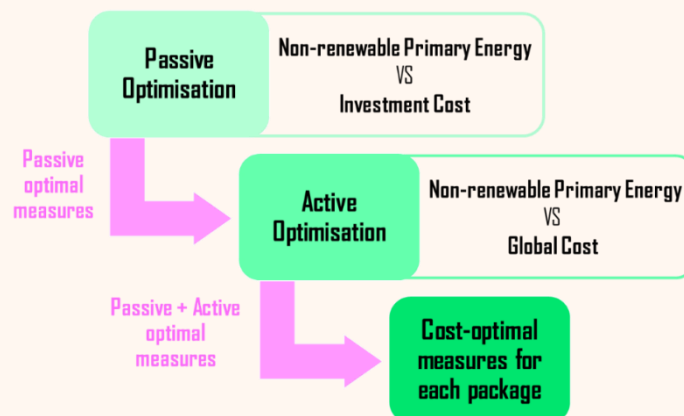 Passive
Optimisation
Non-renewable Primary Energy
VS
Investment Cost
Passive
optimal
measures
Active
Optimisation
Non-renewable Primary Energy
VS
Global Cost
Passive + Active
optimal
measures
Cost-optimal
measures for
each package